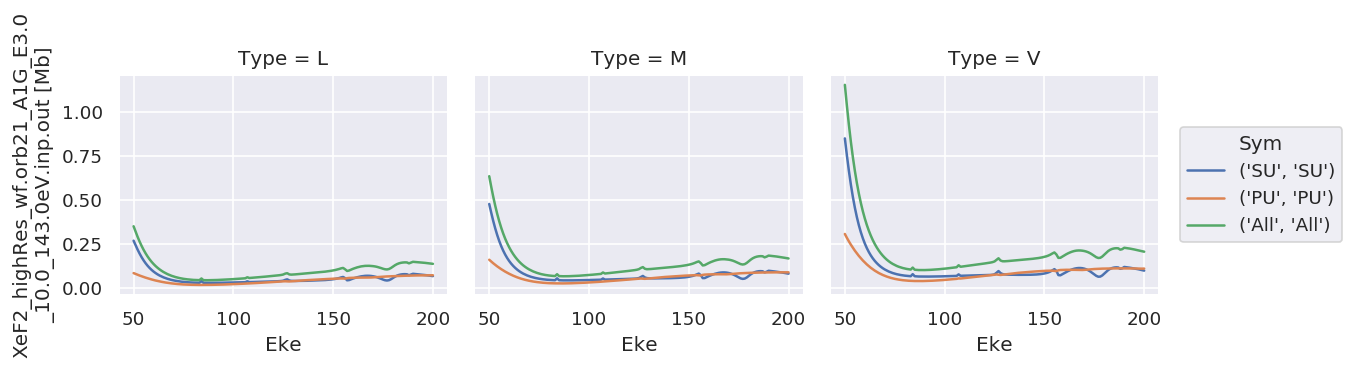 XeF2_highRes_wf.orb21_A1G_E3.0
_10.0_143.0eV.inp.out [Mb]
Type = L
Type = M
Type = V
1.00
0.75
0.50
0.25
0.00
50
100
150
200
50
100
150
200
50
100
150
200
Eke
Eke
Eke
Sym
('SU', 'SU')
('PU', 'PU')
('All', 'All')